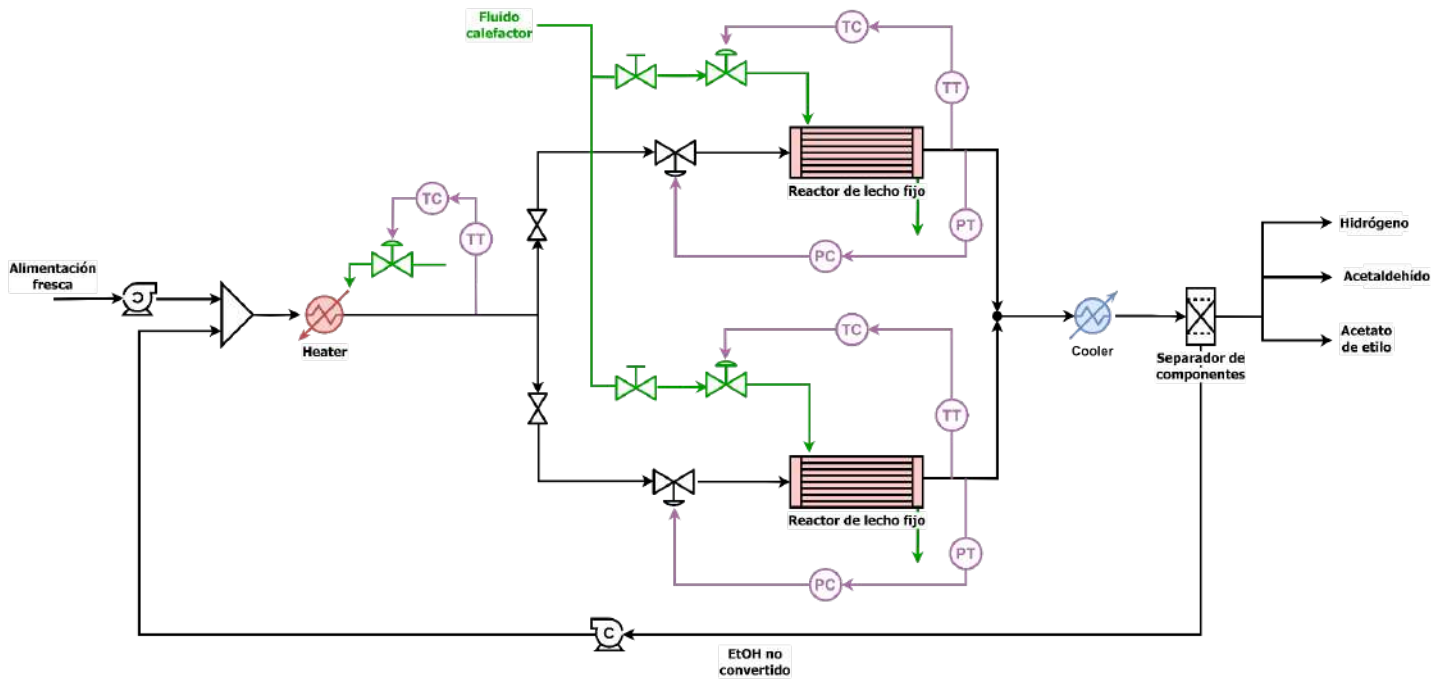 Fluido
calefactor
TC
TT
Reactor de lecho fijo
TC
TT
PT
PC
Hidrógeno
Alimentación
fresca
C
Acetaldehído
Heater
TC
Cooler
Separador de
componentes
Acetato
de etilo
TT
Reactor de lecho fijo
PT
PC
C
EtOH no
convertido